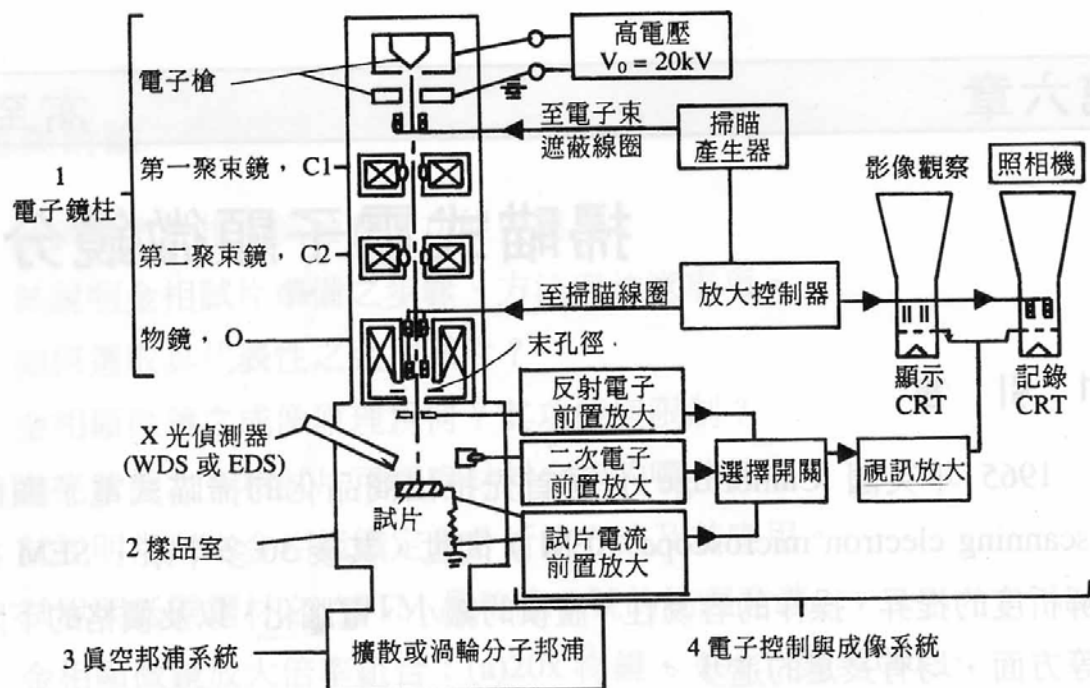 高電壓
V₀ = 20kV
電子槍
至電子束
遮蔽線圈
掃瞄
產生器
影像觀察
照相機
1
電子鏡柱
第一聚束鏡，C1
第二聚束鏡，C2
至掃瞄線圈
放大控制器
物鏡，O
末孔徑
顯示
CRT
記錄
CRT
反射電子
前置放大
X 光偵測器
(WDS 或 EDS)
二次電子
前置放大
選擇開關
視訊放大
試片
試片電流
前置放大
2 樣品室
3 真空邦浦系統
擴散或渦輪分子邦浦
4 電子控制與成像系統
1965
scanning electron microscope
SEM